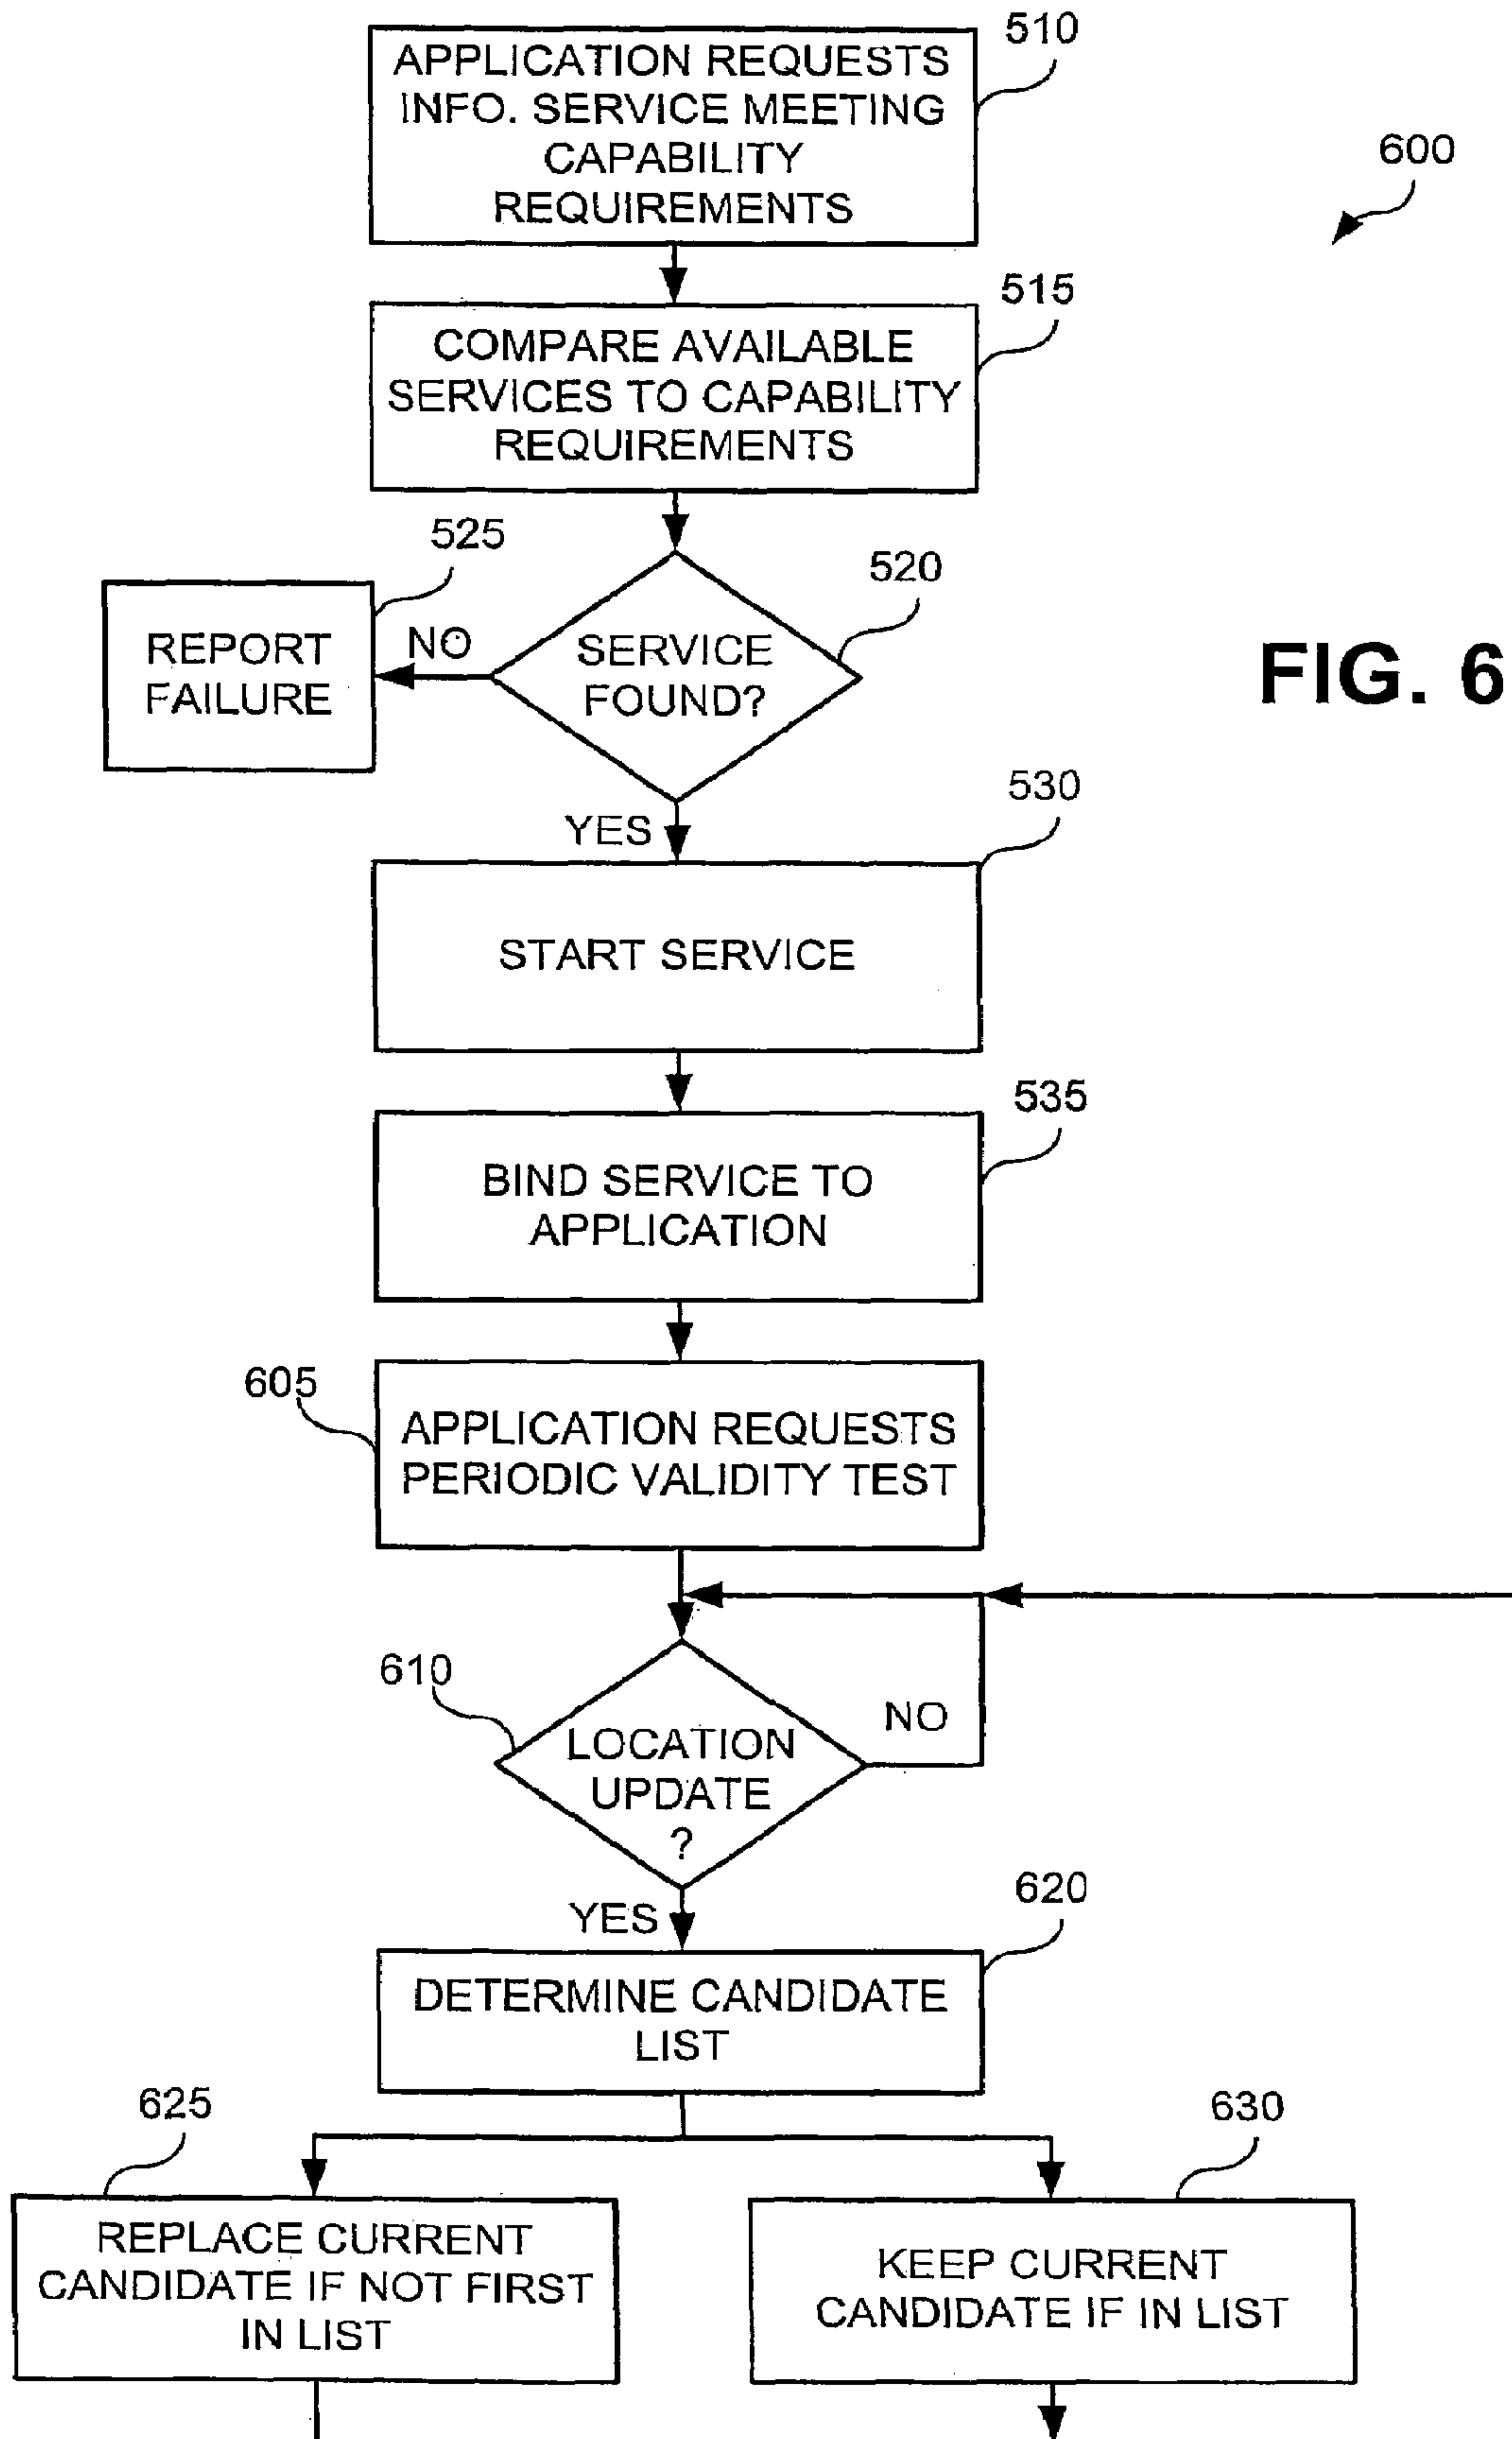 510
APPLICATION REQUESTS
INFO. SERVICE MEETING
CAPABILITY
REQUIREMENTS
600
515
COMPARE AVAILABLE
SERVICES TO CAPABILITY
REQUIREMENTS
525
520
REPORT
FAILURE
NO
SERVICE
FOUND?
FIG. 6
YES
530
START SERVICE
535
BIND SERVICE TO
APPLICATION
605
APPLICATION REQUESTS
PERIODIC VALIDITY TEST
610
LOCATION
UPDATE
?
NO
YES
620
DETERMINE CANDIDATE
LIST
625
630
REPLACE CURRENT
CANDIDATE IF NOT FIRST
IN LIST
KEEP CURRENT
CANDIDATE IF IN LIST